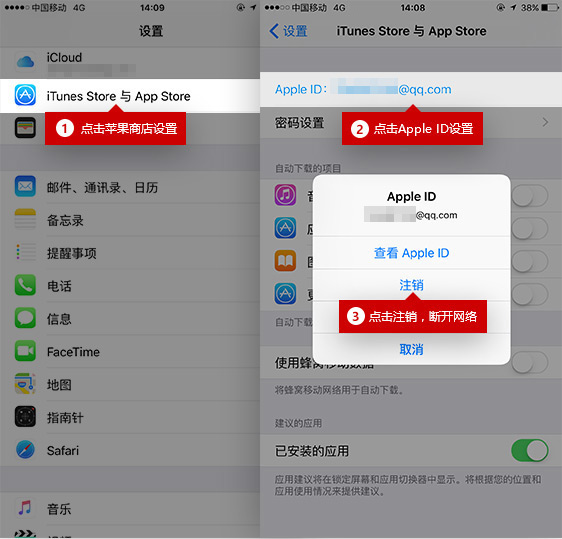 中国移动 4G 14:09
设置
iCloud
iTunes Store 与 App Store
1 点击苹果商店设置
邮件、通讯录、日历
备忘录
提醒事项
电话
信息
FaceTime
地图
指南针
Safari
音乐
中国移动 4G 14:08 38%
设置 iTunes Store 与 App Store
Apple ID: @qq.com
密码设置
2 点击Apple ID设置
自动下载的项目
Apple ID
@qq.com
查看 Apple ID
注销
3 点击注销，断开网络
取消
自动下
使用蜂窝移动数据
将蜂窝移动网络用于自动下载。
建议的应用
已安装的应用
应用建议将在锁定屏幕和应用切换器中显示。将根据您的位置和
应用使用情况来提供建议。